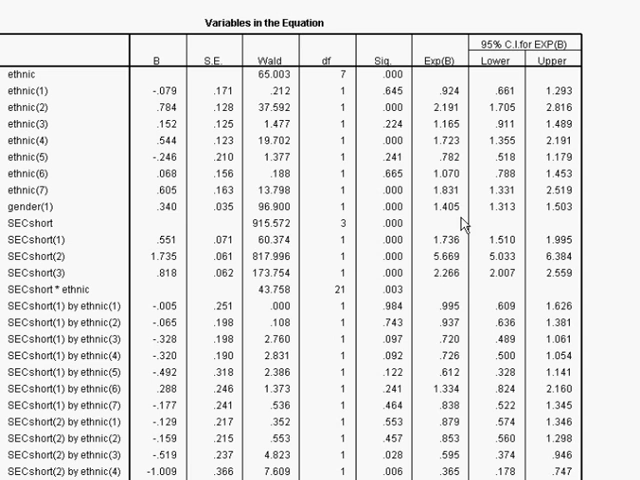 Variables in the Equation
95% C.I.for EXP(B)
B S.E. Wald df Sig. Exp(B) Lower Upper
ethnic 65.003 7 .000
ethnic(1) -.079 .171 .212 1 .645 .924 .661 1.293
ethnic(2) .784 .128 37.592 1 .000 2.191 1.705 2.816
ethnic(3) .152 .125 1.477 1 .224 1.165 .911 1.489
ethnic(4) .544 .123 19.702 1 .000 1.723 1.355 2.191
ethnic(5) -.246 .210 1.377 1 .241 .782 .518 1.179
ethnic(6) .068 .156 .188 1 .665 1.070 .788 1.453
ethnic(7) .605 .163 13.798 1 .000 1.831 1.331 2.519
gender(1) .340 .035 96.900 1 .000 1.405 1.313 1.503
SECshort 915.572 3 .000
SECshort(1) .551 .071 60.374 1 .000 1.736 1.510 1.995
SECshort(2) 1.735 .061 817.996 1 .000 5.669 5.033 6.384
SECshort(3) .818 .062 173.754 1 .000 2.266 2.007 2.559
SECshort * ethnic 43.758 21 .003
SECshort(1) by ethnic(1) -.005 .251 .000 1 .984 .995 .609 1.626
SECshort(1) by ethnic(2) -.065 .198 .108 1 .743 .937 .636 1.381
SECshort(1) by ethnic(3) -.328 .198 2.760 1 .097 .720 .489 1.061
SECshort(1) by ethnic(4) -.320 .190 2.831 1 .092 .726 .500 1.054
SECshort(1) by ethnic(5) -.492 .318 2.386 1 .122 .612 .328 1.141
SECshort(1) by ethnic(6) .288 .246 1.373 1 .241 1.334 .824 2.160
SECshort(1) by ethnic(7) -.177 .241 .536 1 .464 .838 .522 1.345
SECshort(2) by ethnic(1) -.129 .217 .352 1 .553 .879 .574 1.346
SECshort(2) by ethnic(2) -.159 .215 .553 1 .457 .853 .560 1.298
SECshort(2) by ethnic(3) -.519 .237 4.823 1 .028 .595 .374 .946
SECshort(2) by ethnic(4) -1.009 .366 7.609 1 .006 .365 .178 .747